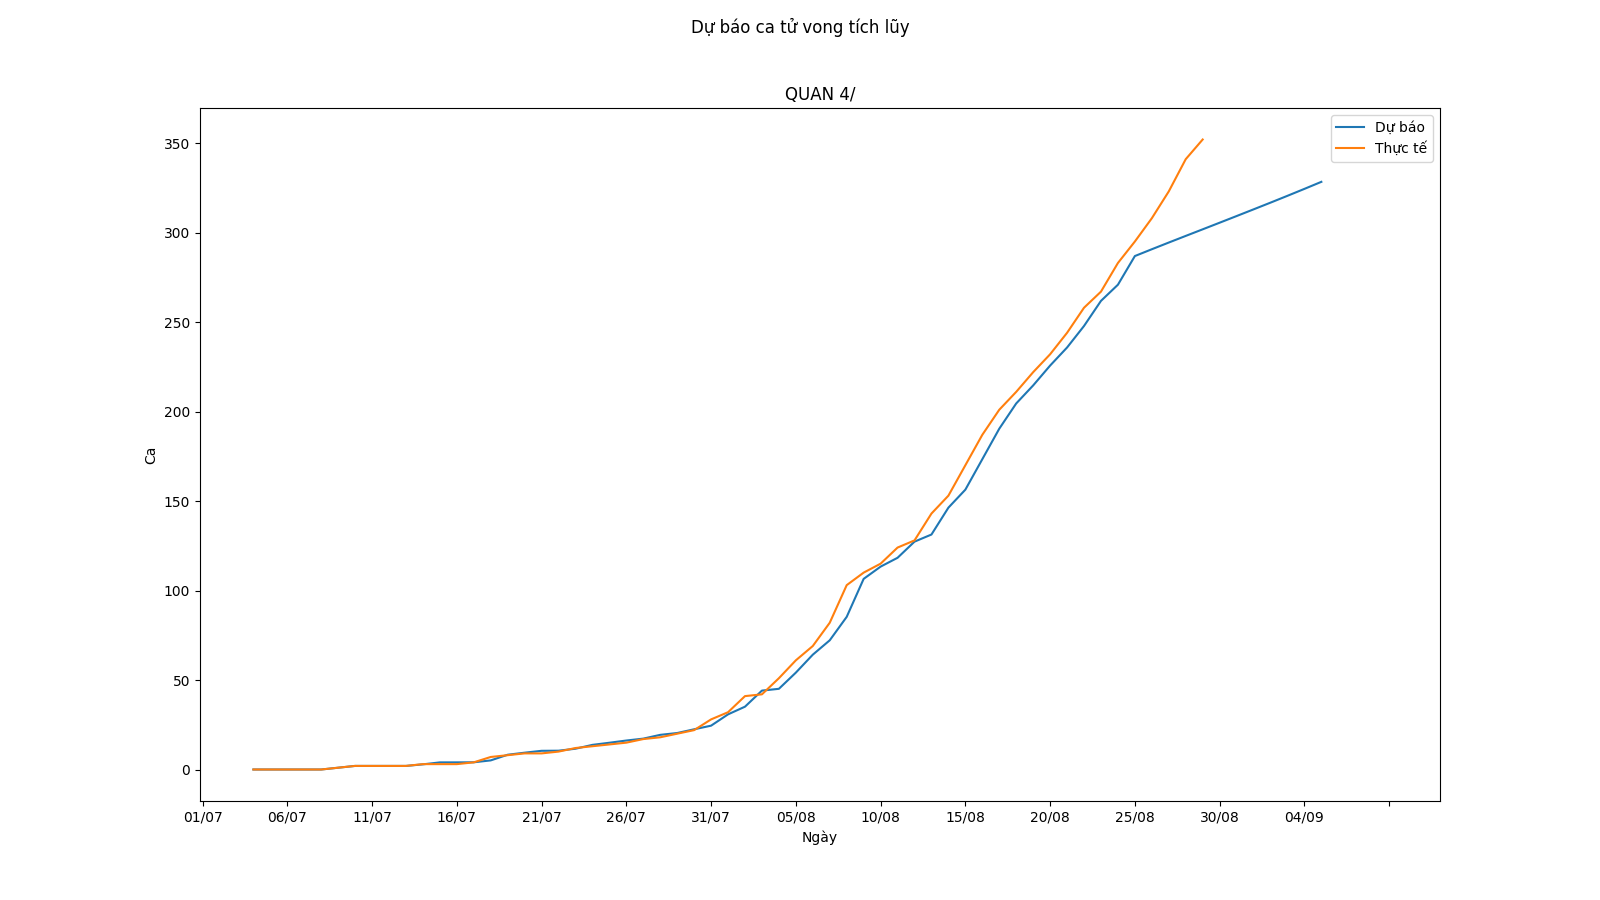 Dự báo ca tử vong tích lũy
QUAN 4/
Dự báo
Thực tế
350
300
250
200
150
100
50
0
Ca
01/07 06/07 11/07 16/07 21/07 26/07 31/07 05/08 10/08 15/08 20/08 25/08 30/08 04/09
Ngày